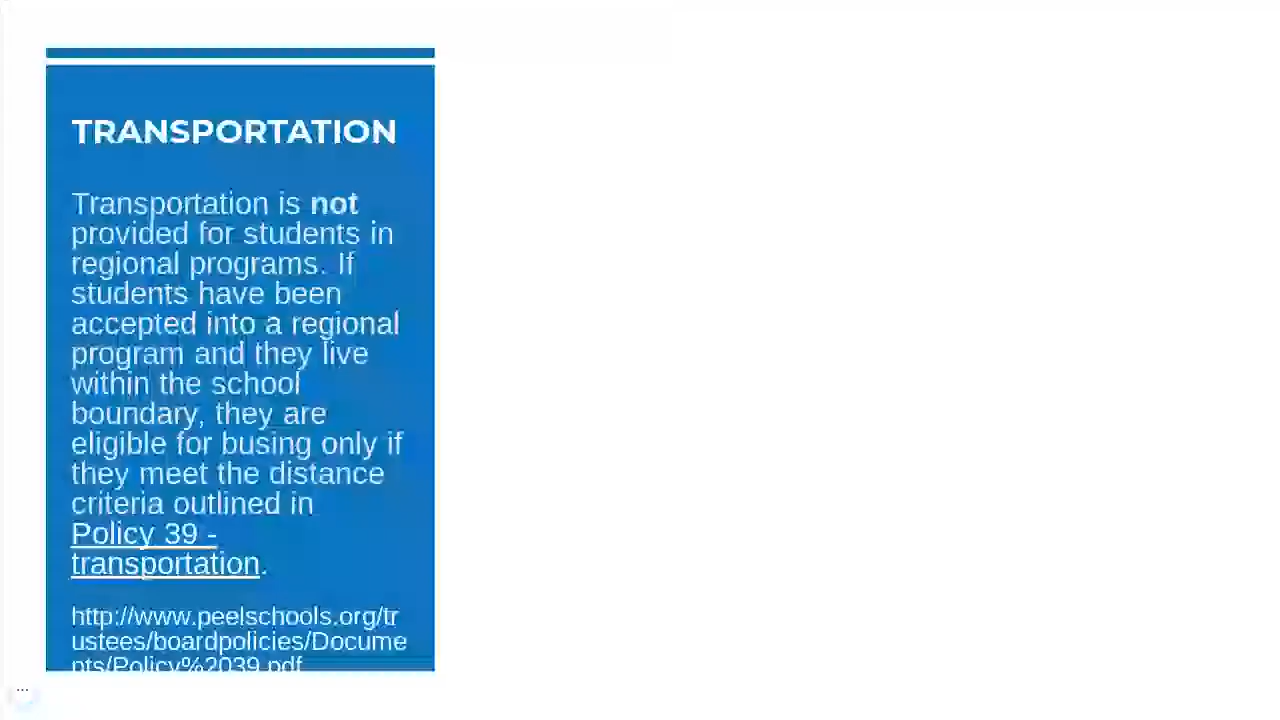 TRANSPORTATION
Transportation is not
provided for students in
regional programs. If
students have been
accepted into a regional
program and they live
within the school
boundary, they are
eligible for busing only if
they meet the distance
criteria outlined in
Policy 39 -
transportation.
http://www.peelschools.org/tr
ustees/boardpolicies/Docume
nts/Policy%2039.pdf
...